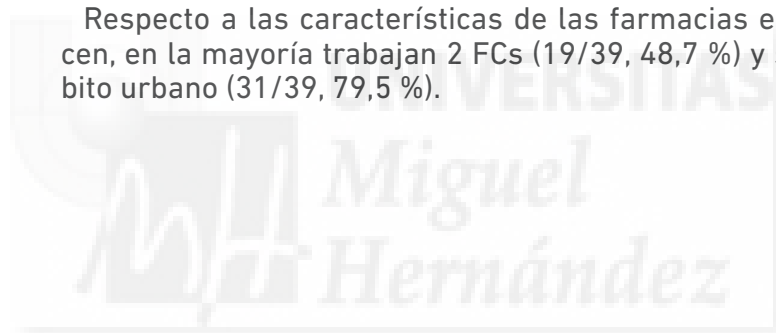 Respecto a las características de las farmacias e
cen, en la mayoría trabajan 2 FCs (19/39, 48,7 %) y
bito urbano (31/39, 79,5 %).
UNIVERSITAS
Miguel
Hernández